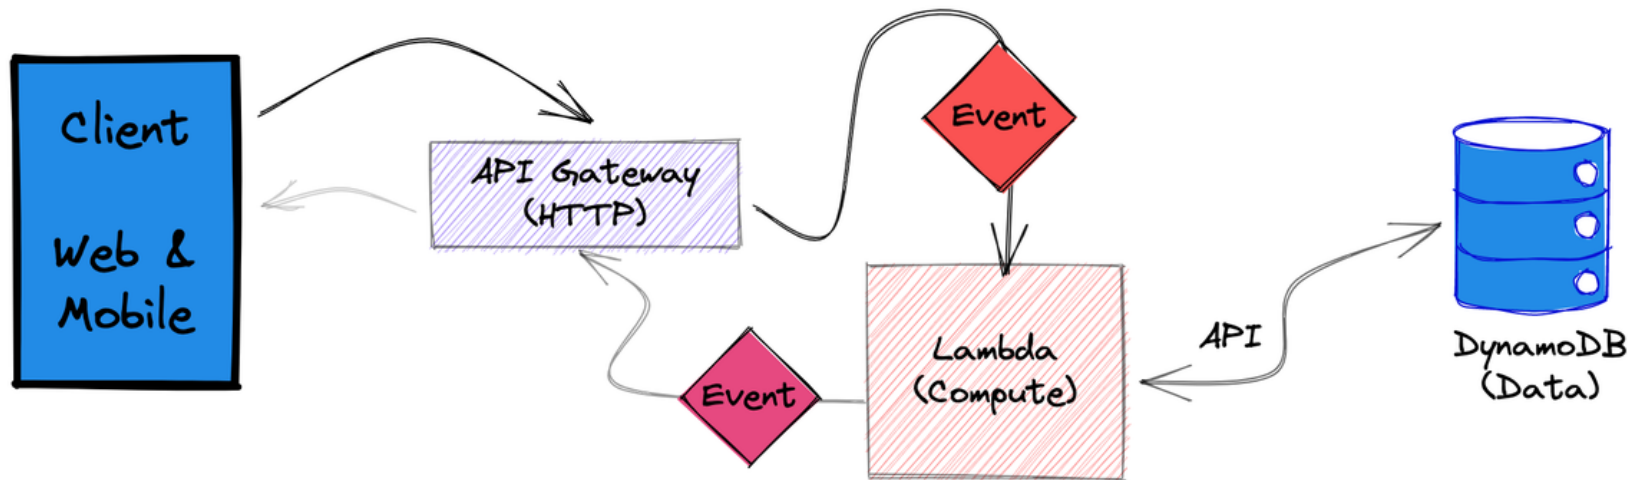 Client
Web &
Mobile
API Gateway
(HTTP)
Event
Event
Lambda
(Compute)
API
DynamoDB
(Data)